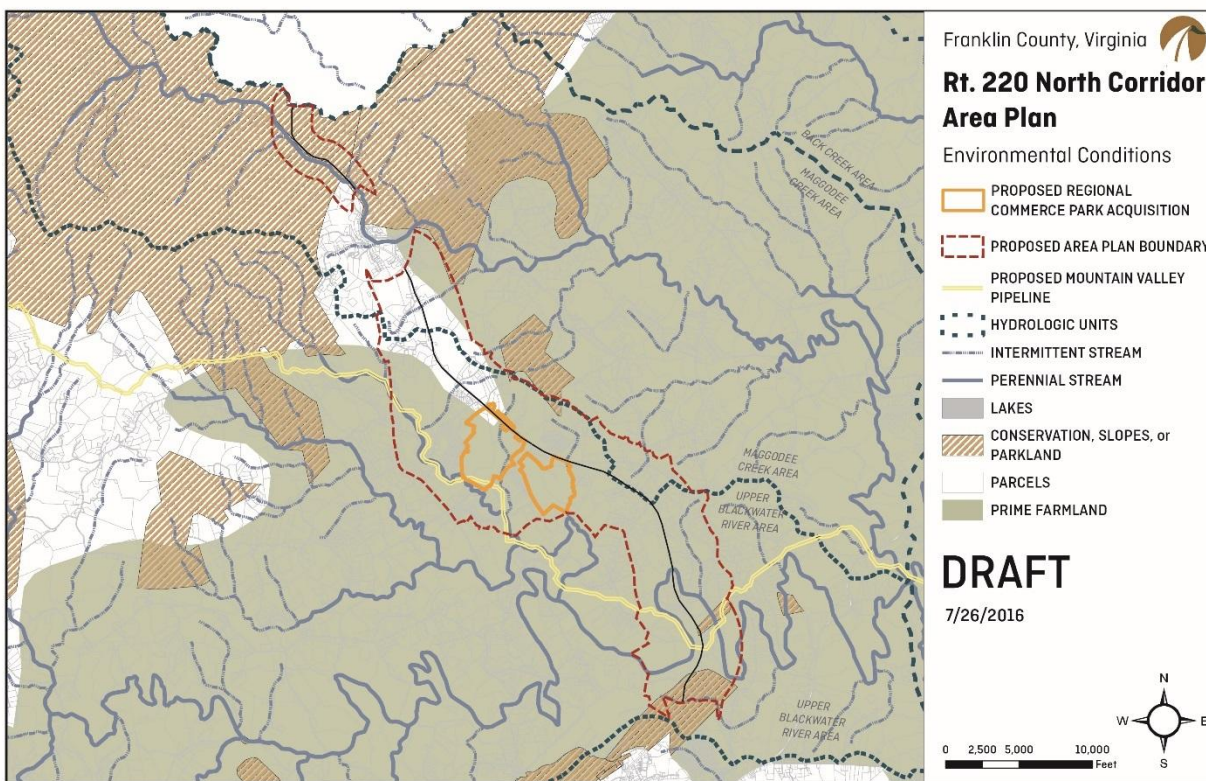 BACK CREEK AREA
MAGGODEE
CREEK AREA
MAGGODEE
CREEK AREA
UPPER
BLACKWATER
RIVER AREA
UPPER
BLACKWATER
RIVER AREA
Franklin County, Virginia
Rt. 220 North Corridor
Area Plan
Environmental Conditions
PROPOSED REGIONAL
COMMERCE PARK ACQUISITION
PROPOSED AREA PLAN BOUNDARY
PROPOSED MOUNTAIN VALLEY
PIPELINE
HYDROLOGIC UNITS
INTERMITTENT STREAM
PERENNIAL STREAM
LAKES
CONSERVATION, SLOPES, or
PARKLAND
PARCELS
PRIME FARMLAND
DRAFT
7/26/2016
N
W E
S
0 2,500 5,000 10,000
Feet